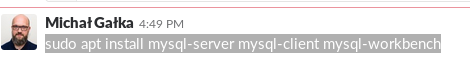 Michał Gałka 4:49 PM
sudo apt install mysql-server mysql-client mysql-workbench